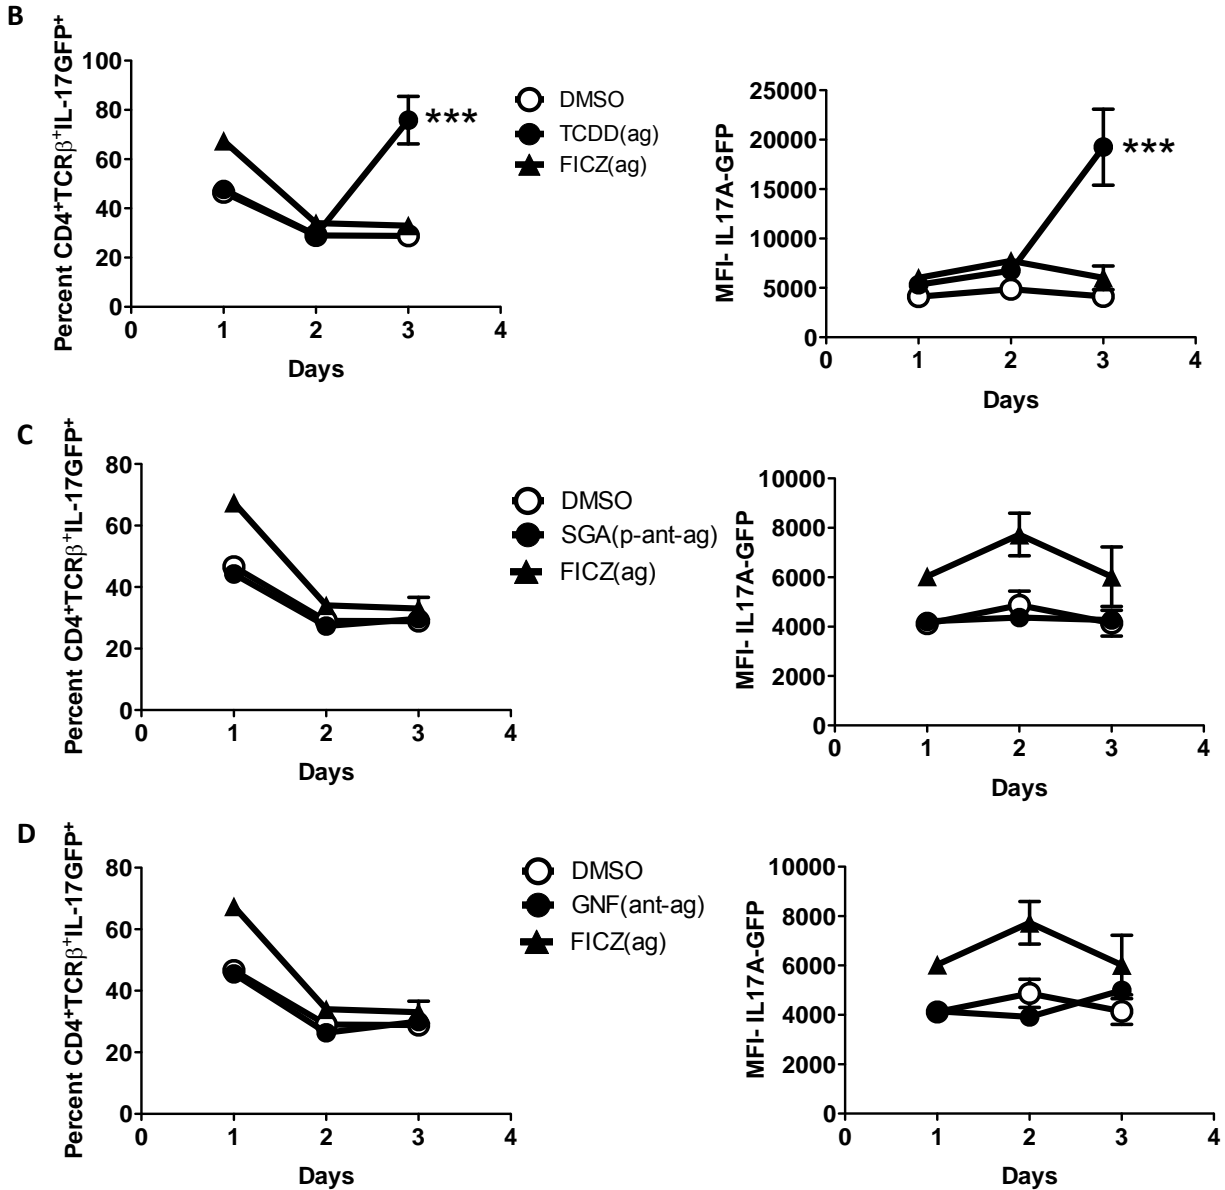 B
Percent CD4⁺TCRβ⁺IL-17GFP⁺
100
80
60
40
20
0
0 1 2 3 4
Days
***
DMSO
TCDD(ag)
FICZ(ag)
MFI- IL17A-GFP
25000
20000
15000
10000
5000
0
0 1 2 3 4
Days
***
C
Percent CD4⁺TCRβ⁺IL-17GFP⁺
80
60
40
20
0
0 1 2 3 4
Days
DMSO
SGA(p-ant-ag)
FICZ(ag)
MFI- IL17A-GFP
10000
8000
6000
4000
2000
0
0 1 2 3 4
Days
D
Percent CD4⁺TCRβ⁺IL-17GFP⁺
80
60
40
20
0
0 1 2 3 4
Days
DMSO
GNF(ant-ag)
FICZ(ag)
MFI- IL17A-GFP
10000
8000
6000
4000
2000
0
0 1 2 3 4
Days